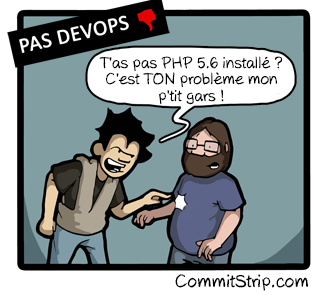 PAS DEVOPS
T'as pas PHP 5.6 installé ?
C'est TON problème mon
p'tit gars !
CommitStrip.com